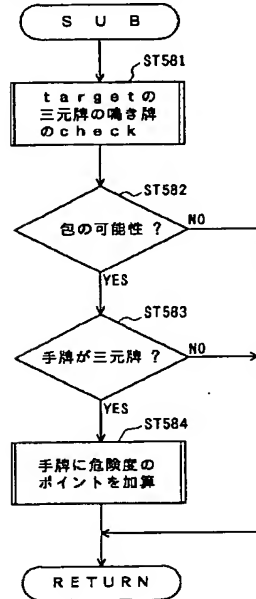 SUB
ST581
targetの
三元牌の鳴き牌
のcheck
ST582
包の可能性？
NO
YES
ST583
手牌が三元牌？
NO
YES
ST584
手牌に危険度の
ポイントを加算
RETURN